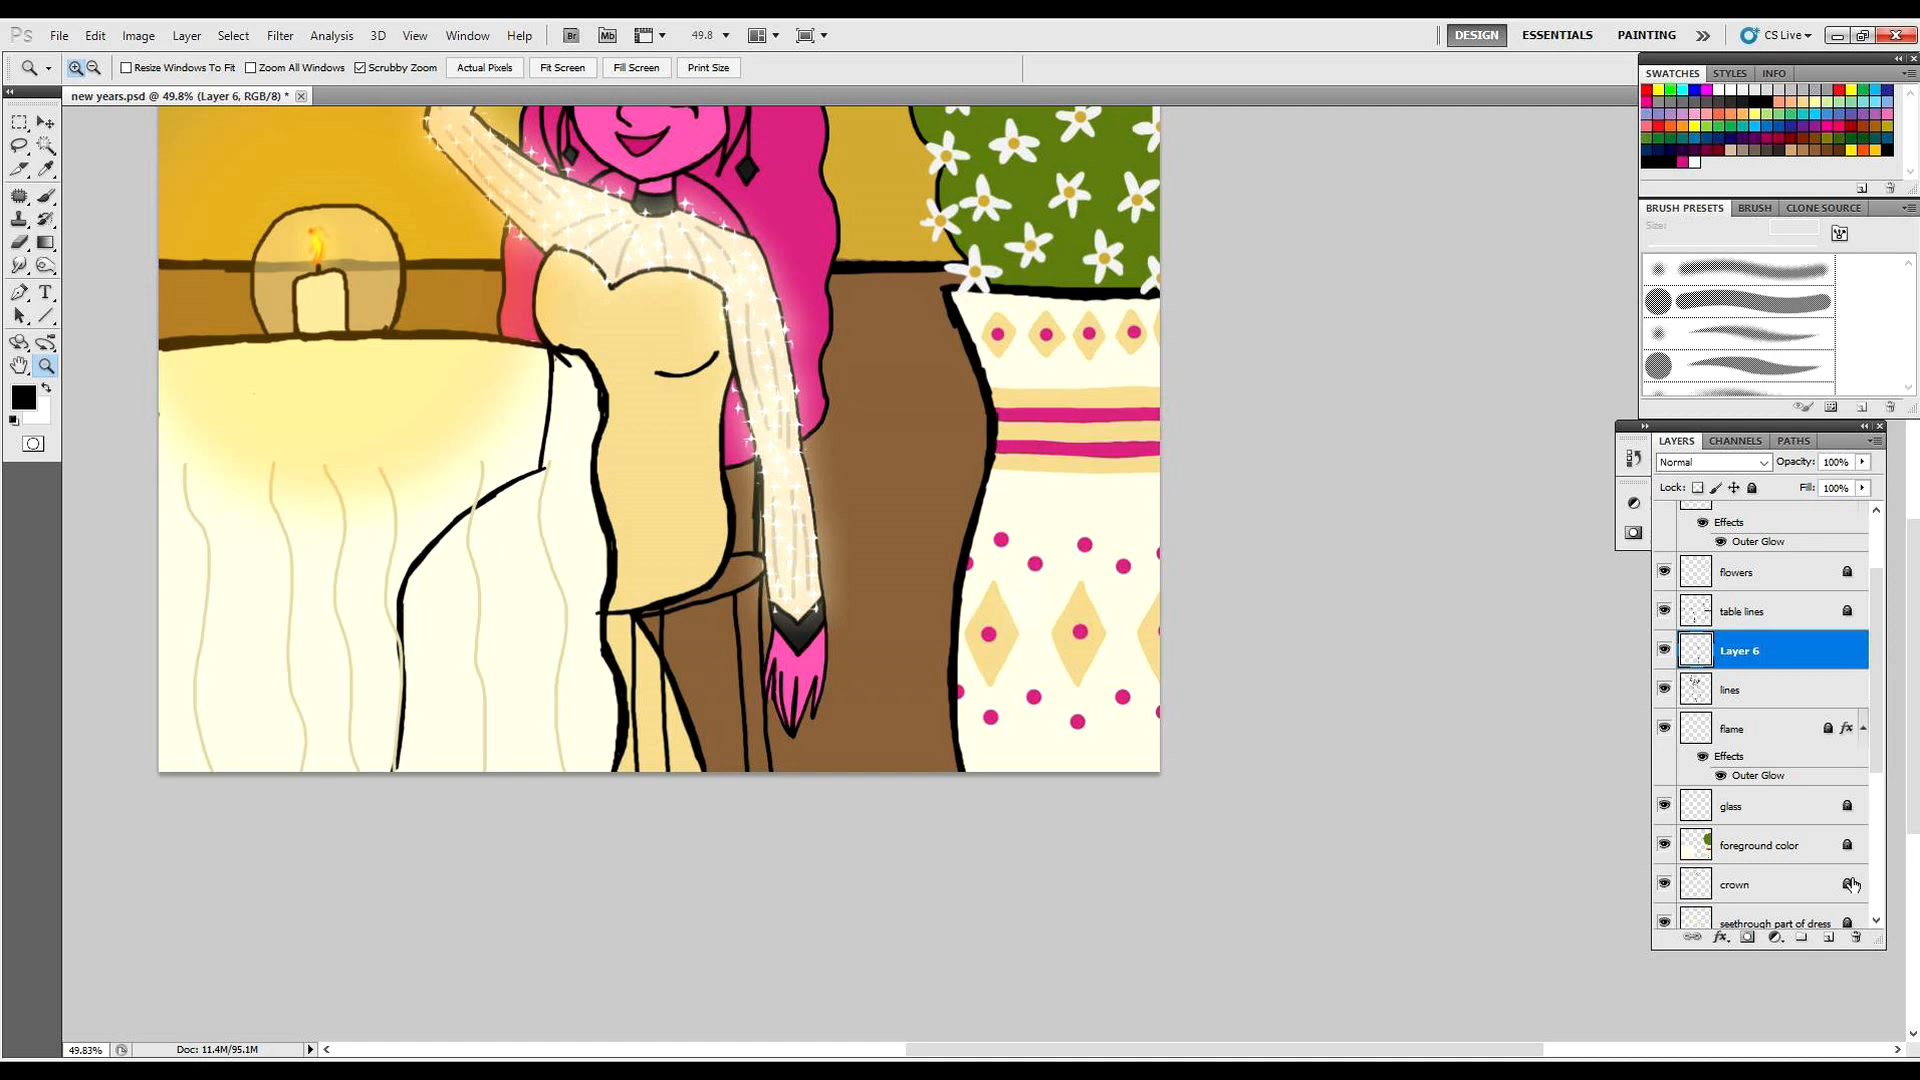 Ps File Edit Image Layer Select Filter Analysis 3D View Window Help Br Mb 49.8 DESIGN ESSENTIALS PAINTING CS Live
Resize Windows To Fit Zoom All Windows Scrubby Zoom Actual Pixels Fit Screen Fill Screen Print Size
new years.psd @ 49.8% (Layer 6, RGB/8) *
SWATCHES STYLES INFO
BRUSH PRESETS BRUSH CLONE SOURCE
Size:
LAYERS CHANNELS PATHS
Normal Opacity: 100%
Lock: Fill: 100%
Effects
Outer Glow
flowers
table lines
Layer 6
lines
flame fx
Effects
Outer Glow
glass
foreground color
crown
seethrough part of dress
fx
49.83% Doc: 11.4M/95.1M